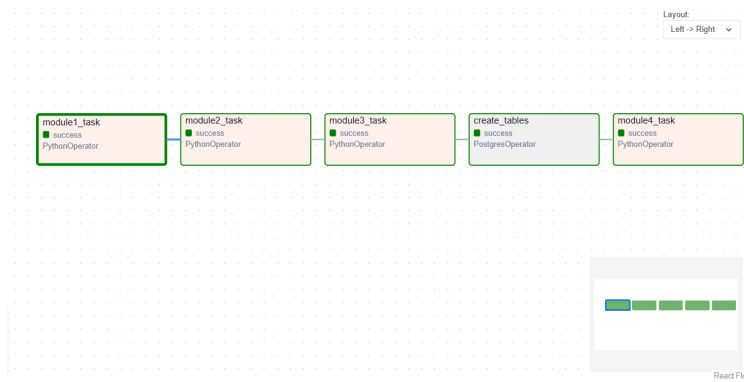 Layout:
Left -> Right
module1_task
success
PythonOperator
module2_task
success
PythonOperator
module3_task
success
PythonOperator
create_tables
success
PostgresOperator
module4_task
success
PythonOperator
React Flo